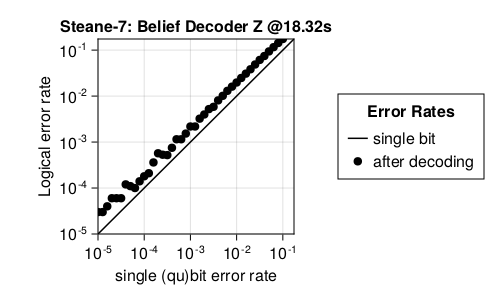 Steane-7: Belief Decoder Z @18.32s
Logical error rate
10⁻¹
10⁻²
10⁻³
10⁻⁴
10⁻⁵
10⁻⁵ 10⁻⁴ 10⁻³ 10⁻² 10⁻¹
single (qu)bit error rate
Error Rates
single bit
after decoding